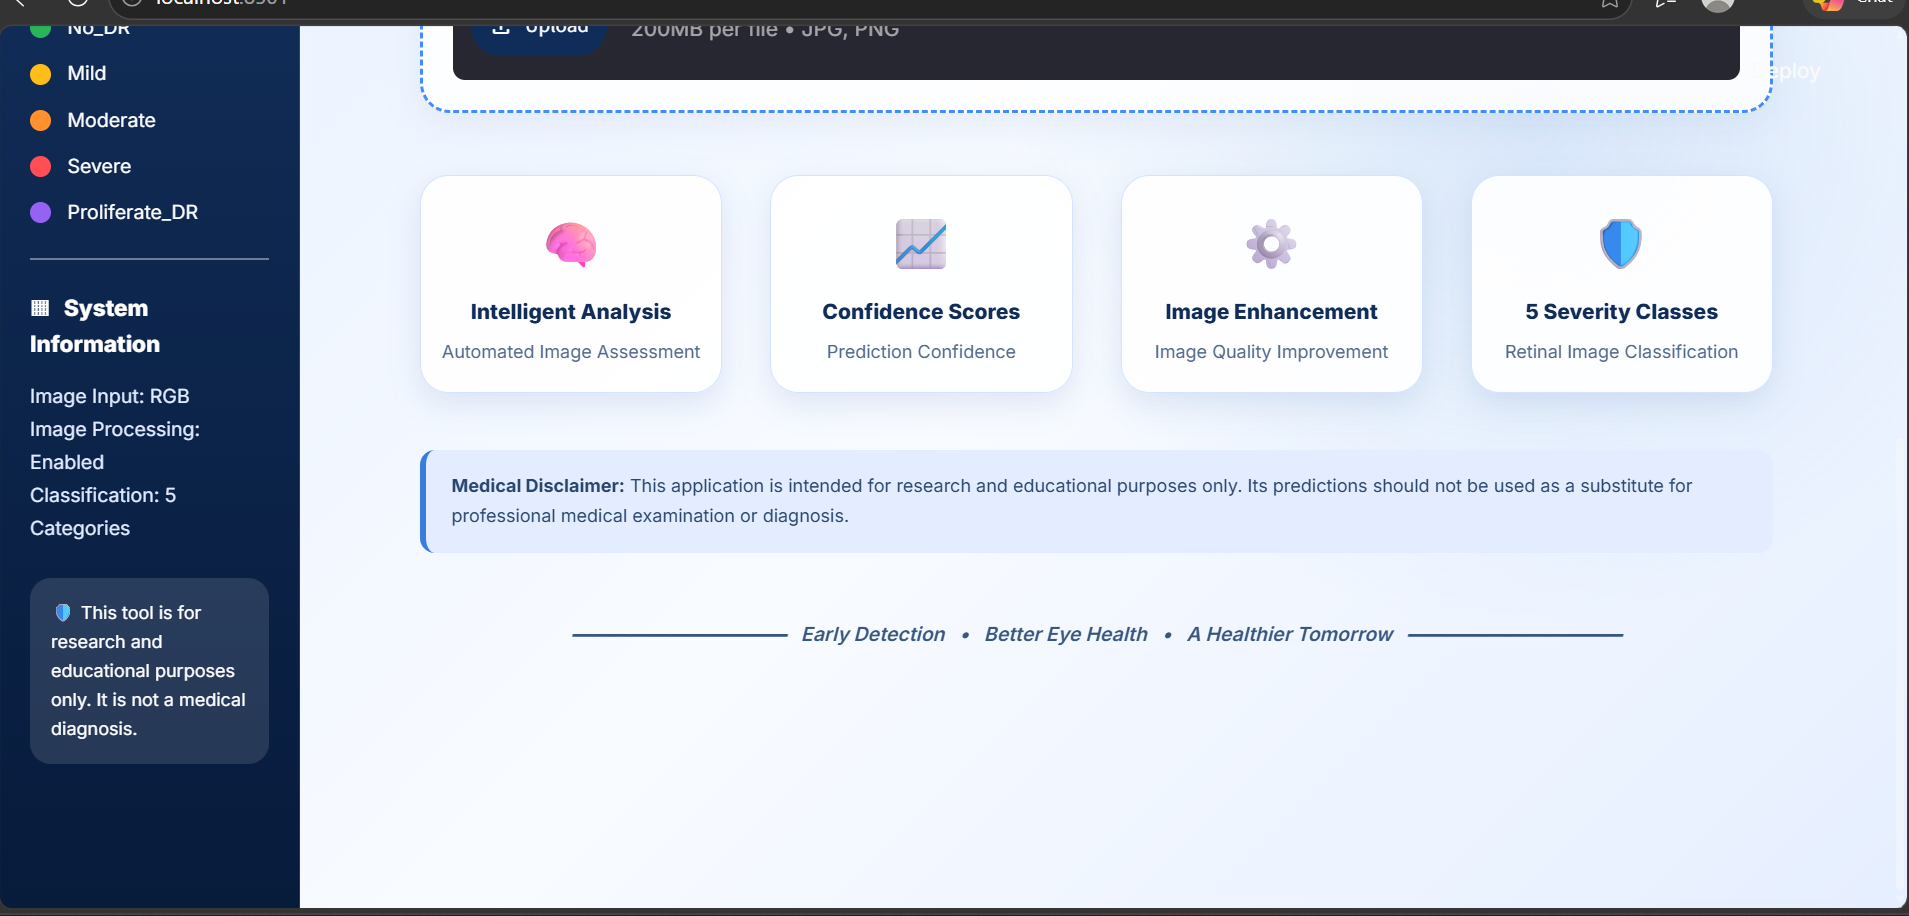 No_DR
Mild
Moderate
Severe
Proliferate_DR
System
Information
Image Input: RGB
Image Processing:
Enabled
Classification: 5
Categories
This tool is for
research and
educational purposes
only. It is not a medical
diagnosis.
Upload 200MB per file • JPG, PNG
Intelligent Analysis
Automated Image Assessment
Confidence Scores
Prediction Confidence
Image Enhancement
Image Quality Improvement
5 Severity Classes
Retinal Image Classification
Medical Disclaimer: This application is intended for research and educational purposes only. Its predictions should not be used as a substitute for
professional medical examination or diagnosis.
Early Detection • Better Eye Health • A Healthier Tomorrow